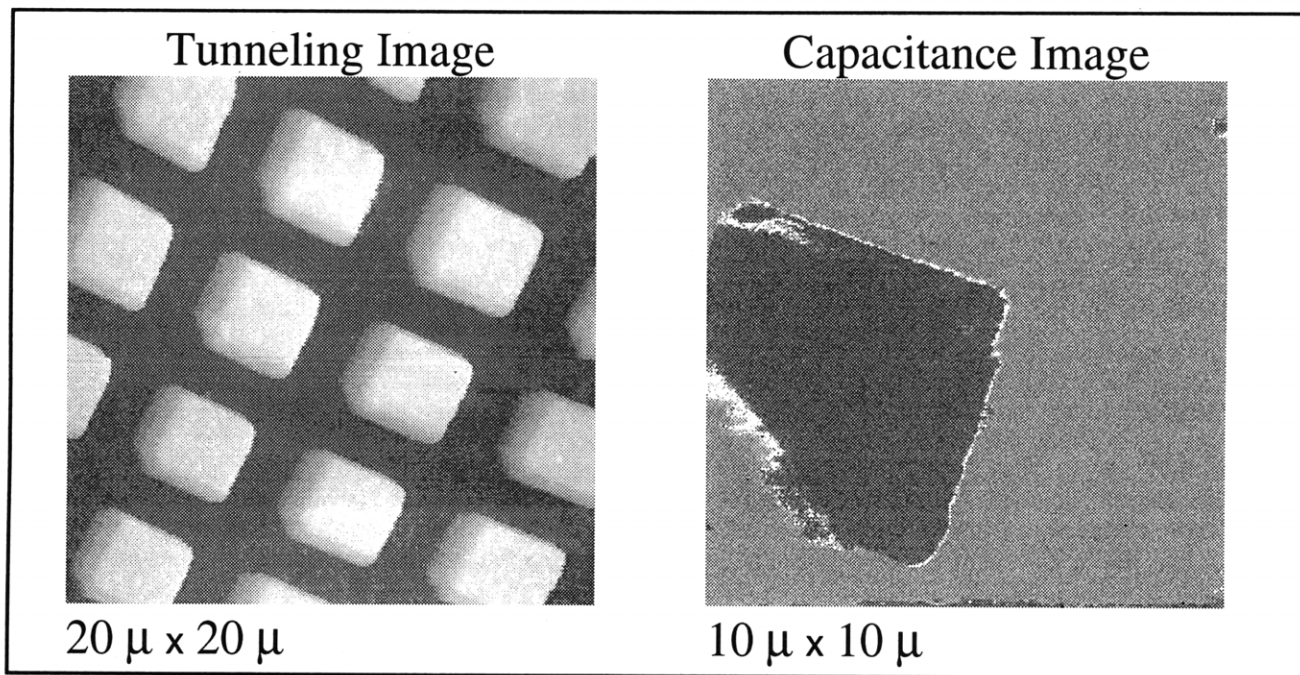 Tunneling Image
Capacitance Image
20 μ x 20 μ
10 μ x 10 μ